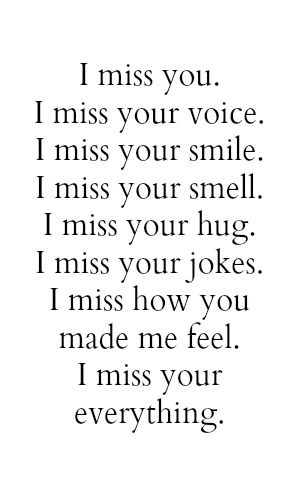 I miss you.
I miss your voice.
I miss your smile.
I miss your smell.
I miss your hug.
I miss your jokes.
I miss how you
made me feel.
I miss your
everything.